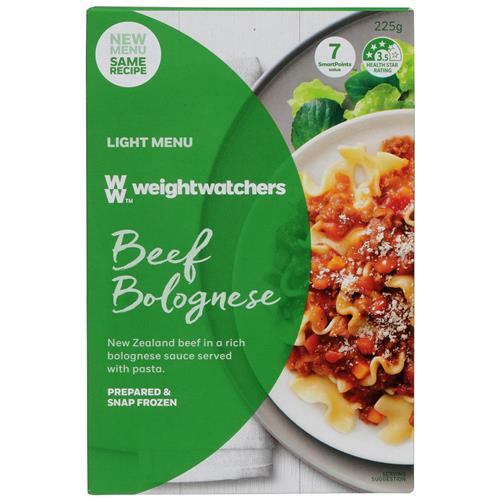 NEW
MENU
SAME
RECIPE
225g
7
SmartPoints
value
3.5
HEALTH STAR
RATING
LIGHT MENU
WW™ weightwatchers
Beef
Bolognese
New Zealand beef in a rich
bolognese sauce served
with pasta.
PREPARED &
SNAP FROZEN
SERVING
SUGGESTION